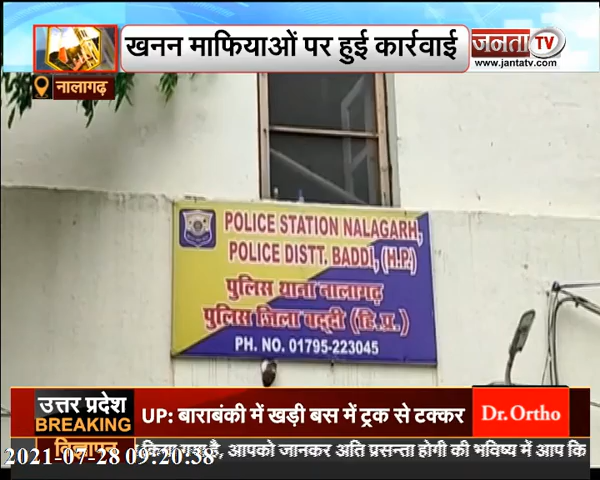 खनन माफियाओं पर हुई कार्रवाई
जनता TV
www.jantatv.com
नालागढ़
POLICE STATION NALAGARH,
POLICE DISTT. BADDI, (H.P.)
पुलिस थाना नालागढ़
पुलिस जिला बद्दी (हि.प्र.)
PH. NO. 01795-223045
उत्तर प्रदेश
BREAKING
UP: बाराबंकी में खड़ी बस में ट्रक से टक्कर
Dr. Ortho
विज्ञापन
किया गया है, आपको जानकर अति प्रसन्ता होगी की भविष्य में आप कि
2021-07-28 09:20:38